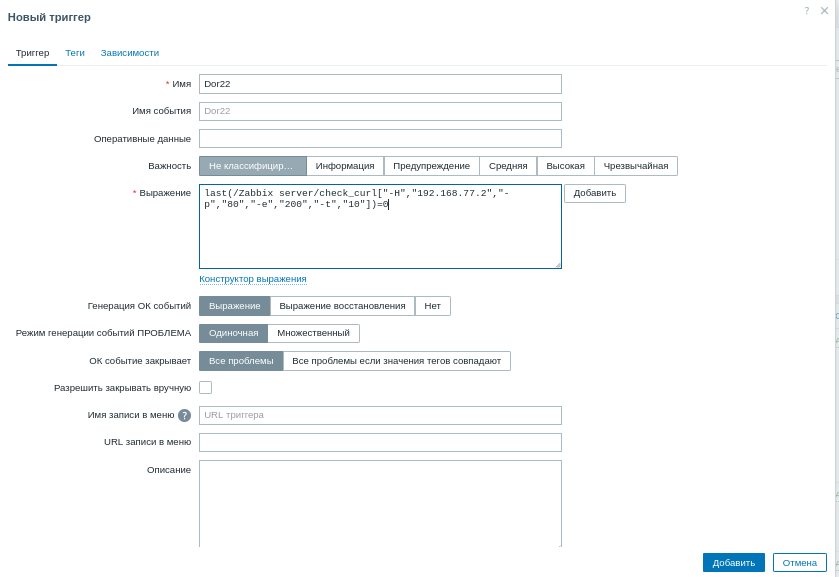 Новый триггер
? ×
Триггер Теги Зависимости
* Имя Dor22
Имя события Dor22
Оперативные данные
Важность Не классифицир... Информация Предупреждение Средняя Высокая Чрезвычайная
* Выражение last(/Zabbix server/check_curl["-H","192.168.77.2","- Добавить
p","80","-e","200","-t","10"])=0
Конструктор выражения
Генерация ОК событий Выражение Выражение восстановления Нет
Режим генерации событий ПРОБЛЕМА Одиночная Множественный
ОК событие закрывает Все проблемы Все проблемы если значения тегов совпадают
Разрешить закрывать вручную
Имя записи в меню ? URL триггера
URL записи в меню
Описание
Добавить Отмена